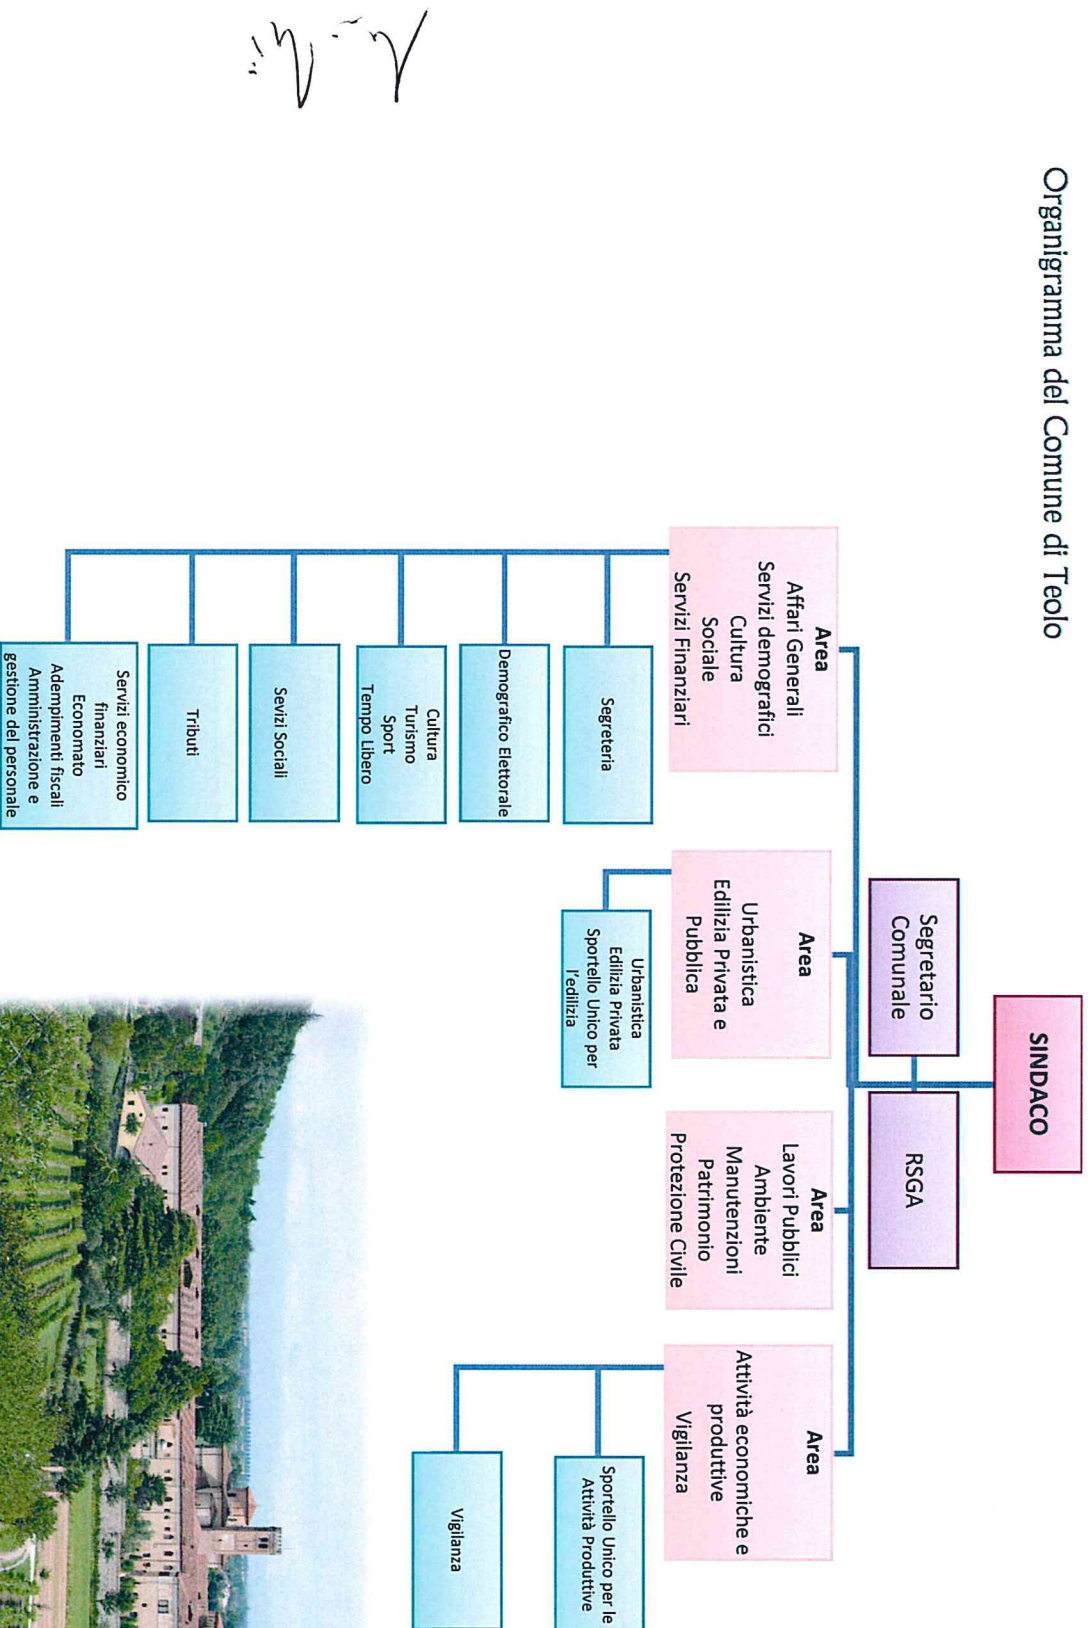 Organigramma del Comune di Teolo
SINDACO
Segretario
Comunale
RSGA
Area
Affari Generali
Servizi demografici
Cultura
Sociale
Servizi Finanziari
Segreteria
Demografico Elettorale
Cultura
Turismo
Sport
Tempo Libero
Sevizi Sociali
Tributi
Servizi economico
finanziari
Economato
Adempimenti fiscali
Amministrazione e
gestione del personale
Area
Urbanistica
Edilizia Privata e
Pubblica
Urbanistica
Edilizia Privata
Sportello Unico per
l'edilizia
Area
Lavori Pubblici
Ambiente
Manutenzioni
Patrimonio
Protezione Civile
Area
Attività economiche e
produttive
Vigilanza
Sportello Unico per le
Attività Produttive
Vigilanza